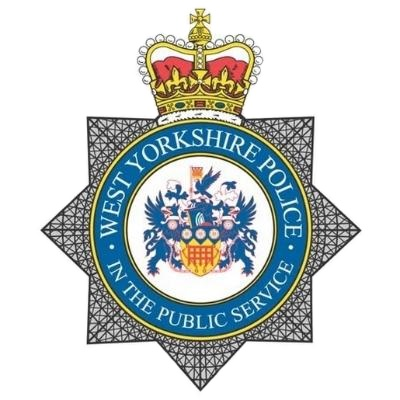 · WEST YORKSHIRE POLICE ·
IN THE PUBLIC SERVICE